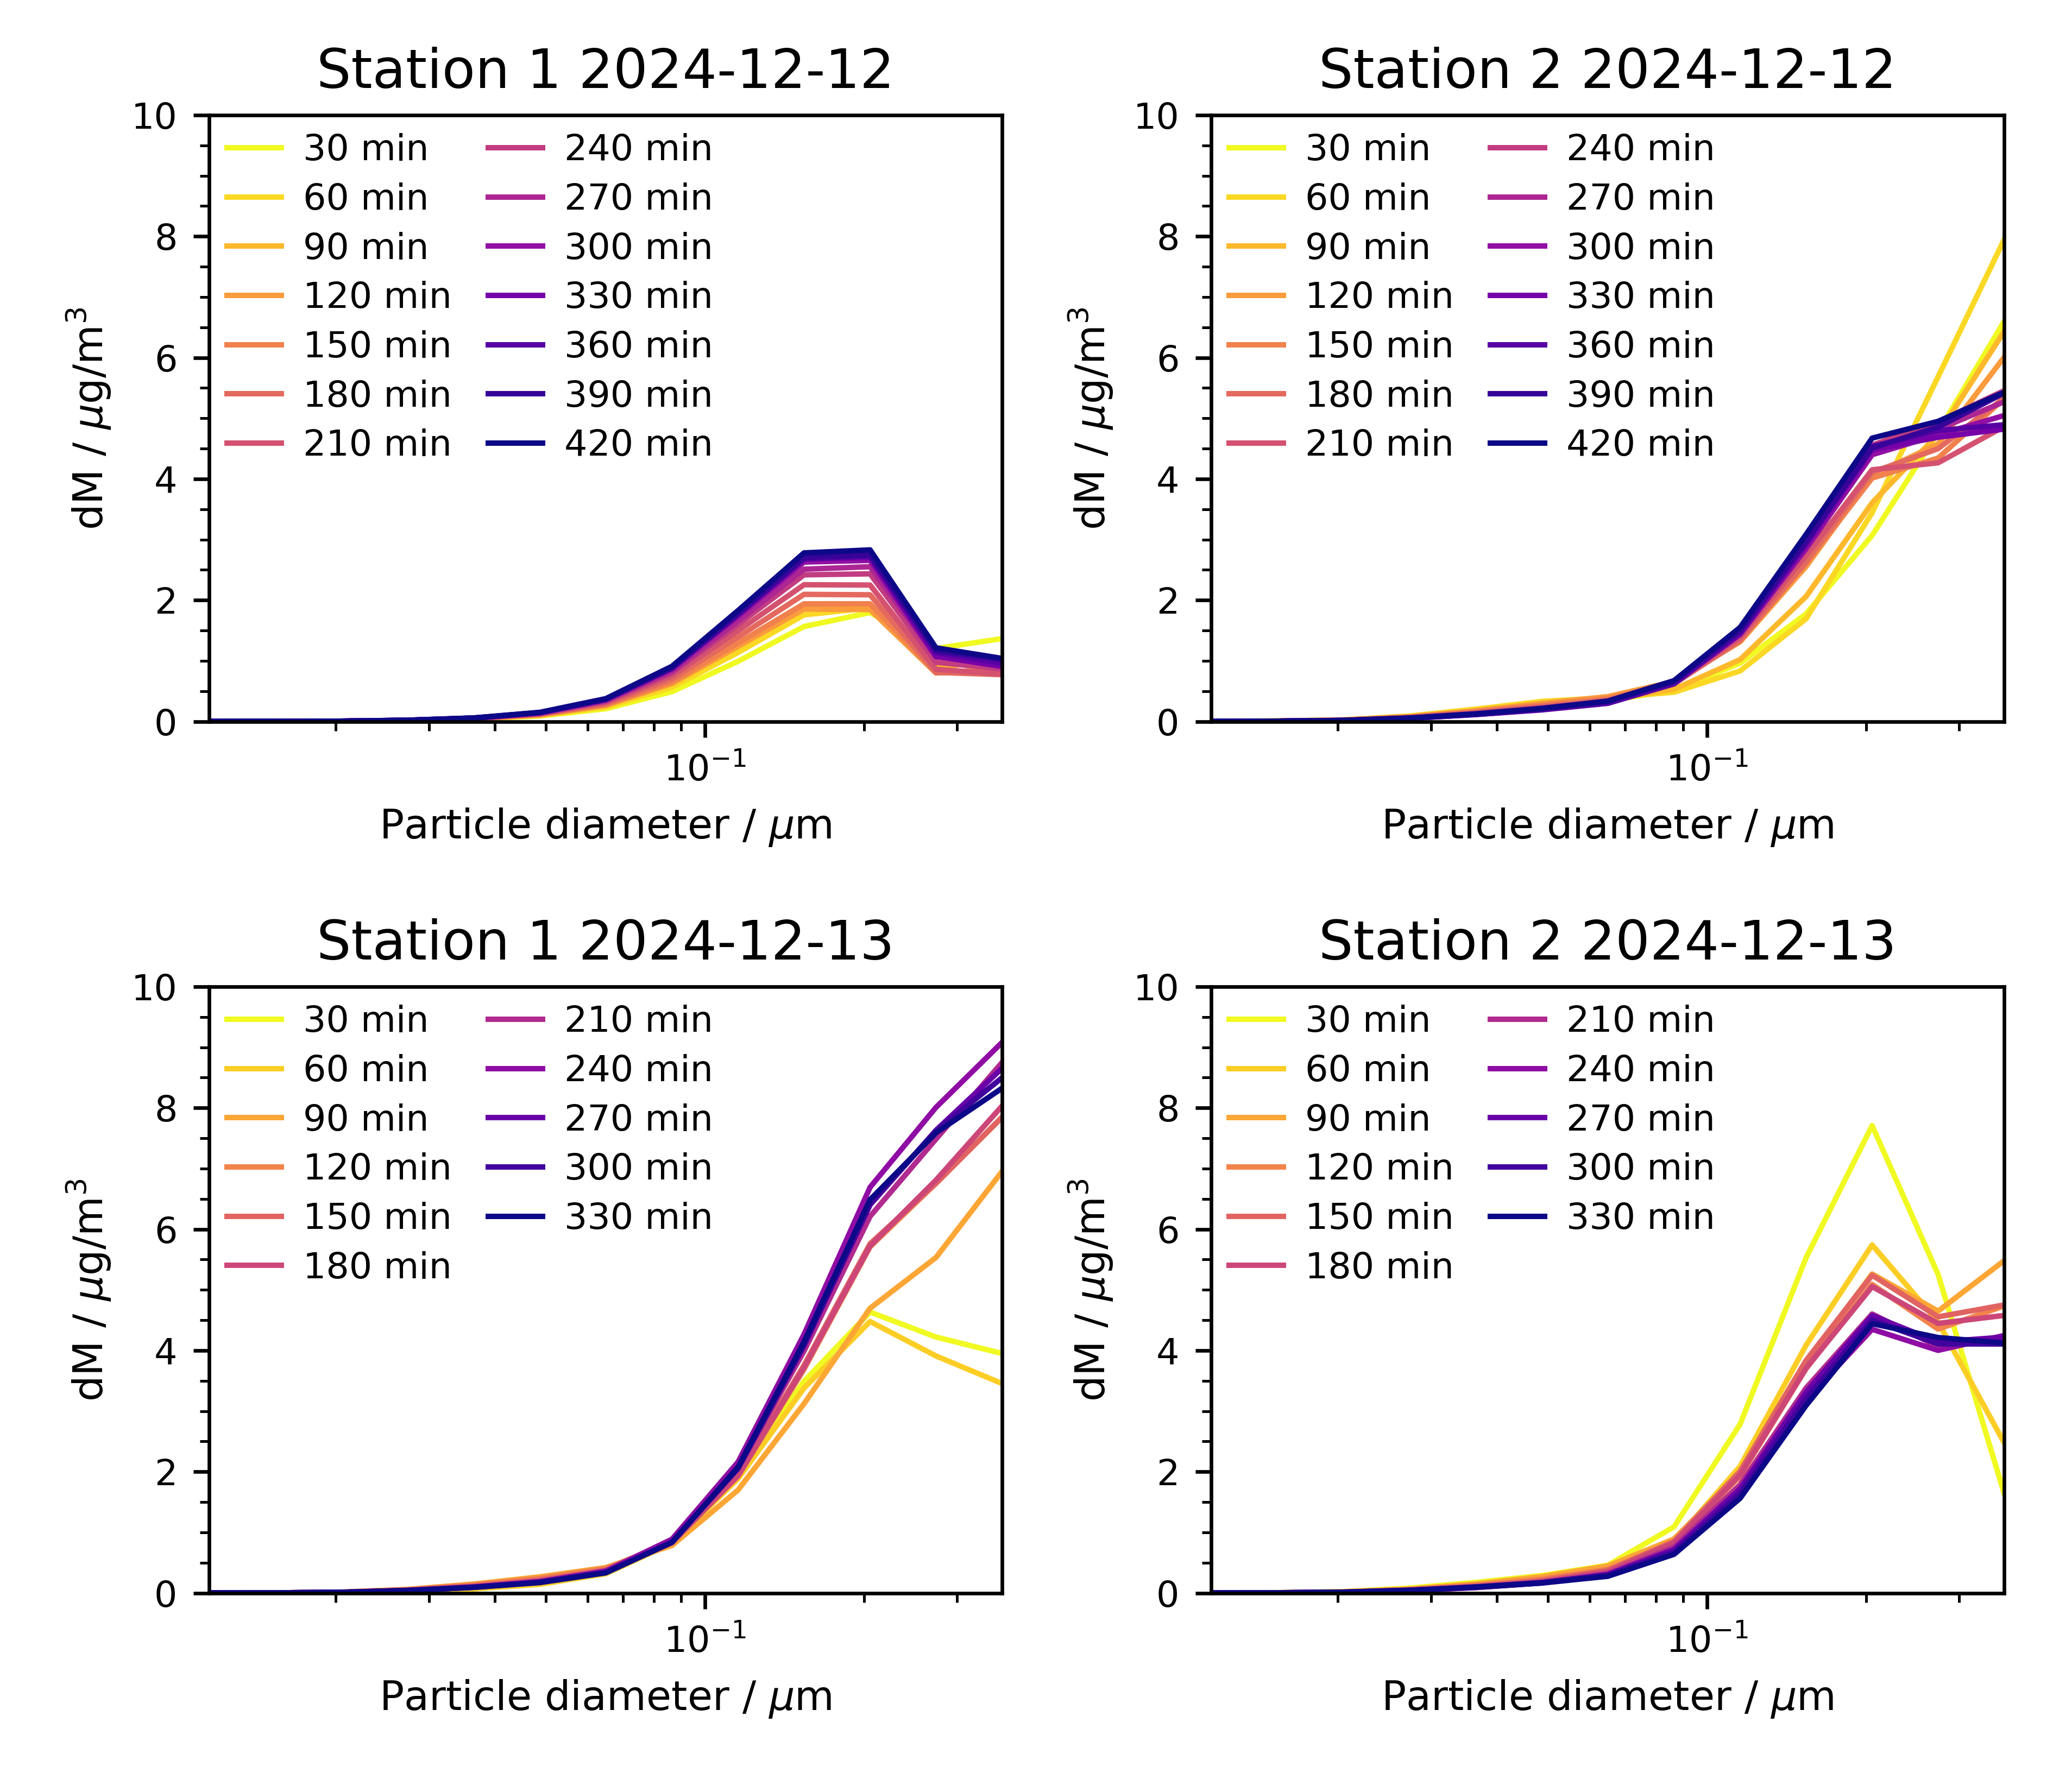 Station 1 2024-12-12
10
8
6
4
2
0
dM / μg/m³
30 min
60 min
90 min
120 min
150 min
180 min
210 min
240 min
270 min
300 min
330 min
360 min
390 min
420 min
10⁻¹
Particle diameter / μm
Station 2 2024-12-12
10
8
6
4
2
0
dM / μg/m³
30 min
60 min
90 min
120 min
150 min
180 min
210 min
240 min
270 min
300 min
330 min
360 min
390 min
420 min
10⁻¹
Particle diameter / μm
Station 1 2024-12-13
10
8
6
4
2
0
dM / μg/m³
30 min
60 min
90 min
120 min
150 min
180 min
210 min
240 min
270 min
300 min
330 min
10⁻¹
Particle diameter / μm
Station 2 2024-12-13
10
8
6
4
2
0
dM / μg/m³
30 min
60 min
90 min
120 min
150 min
180 min
210 min
240 min
270 min
300 min
330 min
10⁻¹
Particle diameter / μm